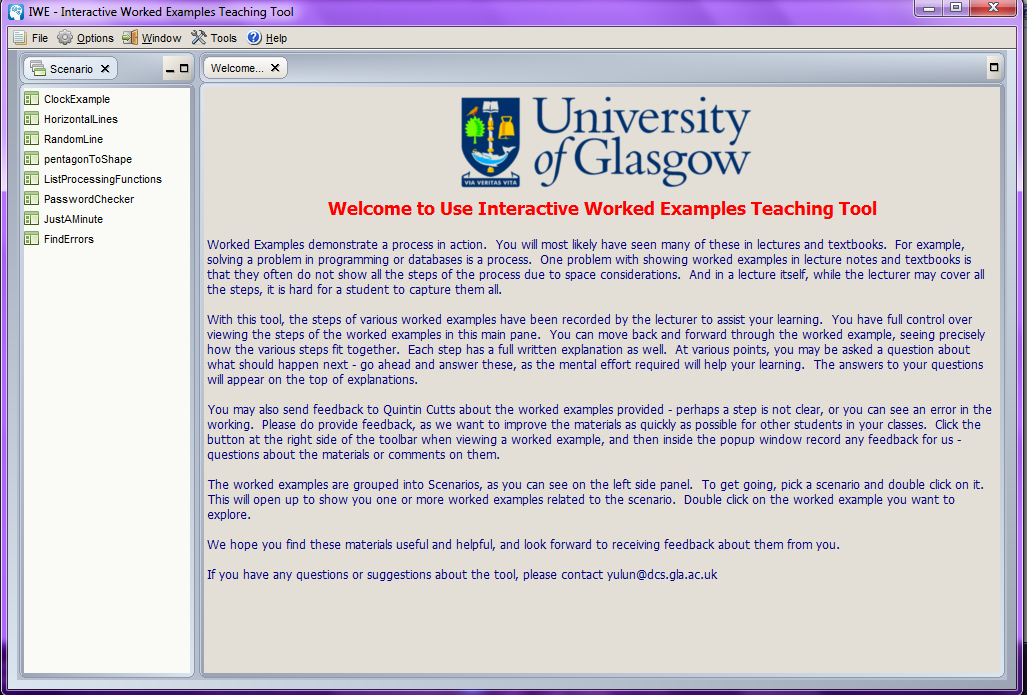 IWE - Interactive Worked Examples Teaching Tool
File Options Window Tools Help
Scenario
Welcome...
ClockExample
HorizontalLines
RandomLine
pentagonToShape
ListProcessingFunctions
PasswordChecker
JustAMinute
FindErrors
University
of Glasgow
VIA VERITAS VITA
Welcome to Use Interactive Worked Examples Teaching Tool
Worked Examples demonstrate a process in action. You will most likely have seen many of these in lectures and textbooks. For example,
solving a problem in programming or databases is a process. One problem with showing worked examples in lecture notes and textbooks is
that they often do not show all the steps of the process due to space considerations. And in a lecture itself, while the lecturer may cover all
the steps, it is hard for a student to capture them all.
With this tool, the steps of various worked examples have been recorded by the lecturer to assist your learning. You have full control over
viewing the steps of the worked examples in this main pane. You can move back and forward through the worked example, seeing precisely
how the various steps fit together. Each step has a full written explanation as well. At various points, you may be asked a question about
what should happen next - go ahead and answer these, as the mental effort required will help your learning. The answers to your questions
will appear on the top of explanations.
You may also send feedback to Quintin Cutts about the worked examples provided - perhaps a step is not clear, or you can see an error in the
working. Please do provide feedback, as we want to improve the materials as quickly as possible for other students in your classes. Click the
button at the right side of the toolbar when viewing a worked example, and then inside the popup window record any feedback for us -
questions about the materials or comments on them.
The worked examples are grouped into Scenarios, as you can see on the left side panel. To get going, pick a scenario and double click on it.
This will open up to show you one or more worked examples related to the scenario. Double click on the worked example you want to
explore.
We hope you find these materials useful and helpful, and look forward to receiving feedback about them from you.
If you have any questions or suggestions about the tool, please contact yulun@dcs.gla.ac.uk